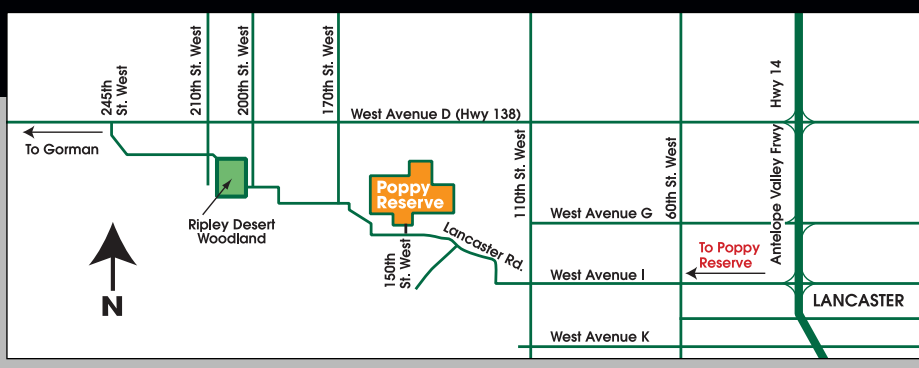 245th
St. West
210th St. West
200th St. West
170th St. West
Hwy 14
West Avenue D (Hwy 138)
To Gorman
110th St. West
60th St. West
Antelope Valley Frwy
Poppy
Reserve
West Avenue G
Ripley Desert
Woodland
Lancaster Rd.
150th
St. West
To Poppy
Reserve
West Avenue I
N
LANCASTER
West Avenue K